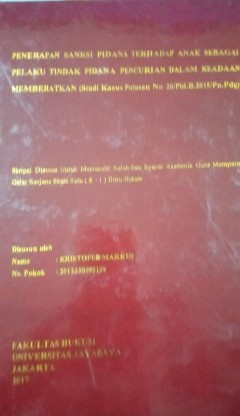 PENERAPAN SANKSI PIDANA TERHADAP ANAK SEBAGAI
PELAKU TINDAK PIDANA PENCURIAN DALAM KEADAAN
MEMBERATKAN (Studi Kasus Putusan No. 26/Pid.B.2015/Pn.Pdg)
Skripsi Disusun Untuk Memenuhi Salah Satu Syarat Akademik Guna Memperoleh
Gelar Sarjana Strata Satu ( S - 1 ) Ilmu Hukum
Disusun oleh
Nama : KRISTOFER MARKUS
No. Pokok :
FAKULTAS HUKUM
UNIVERSITAS JAYABAYA
JAKARTA
2017